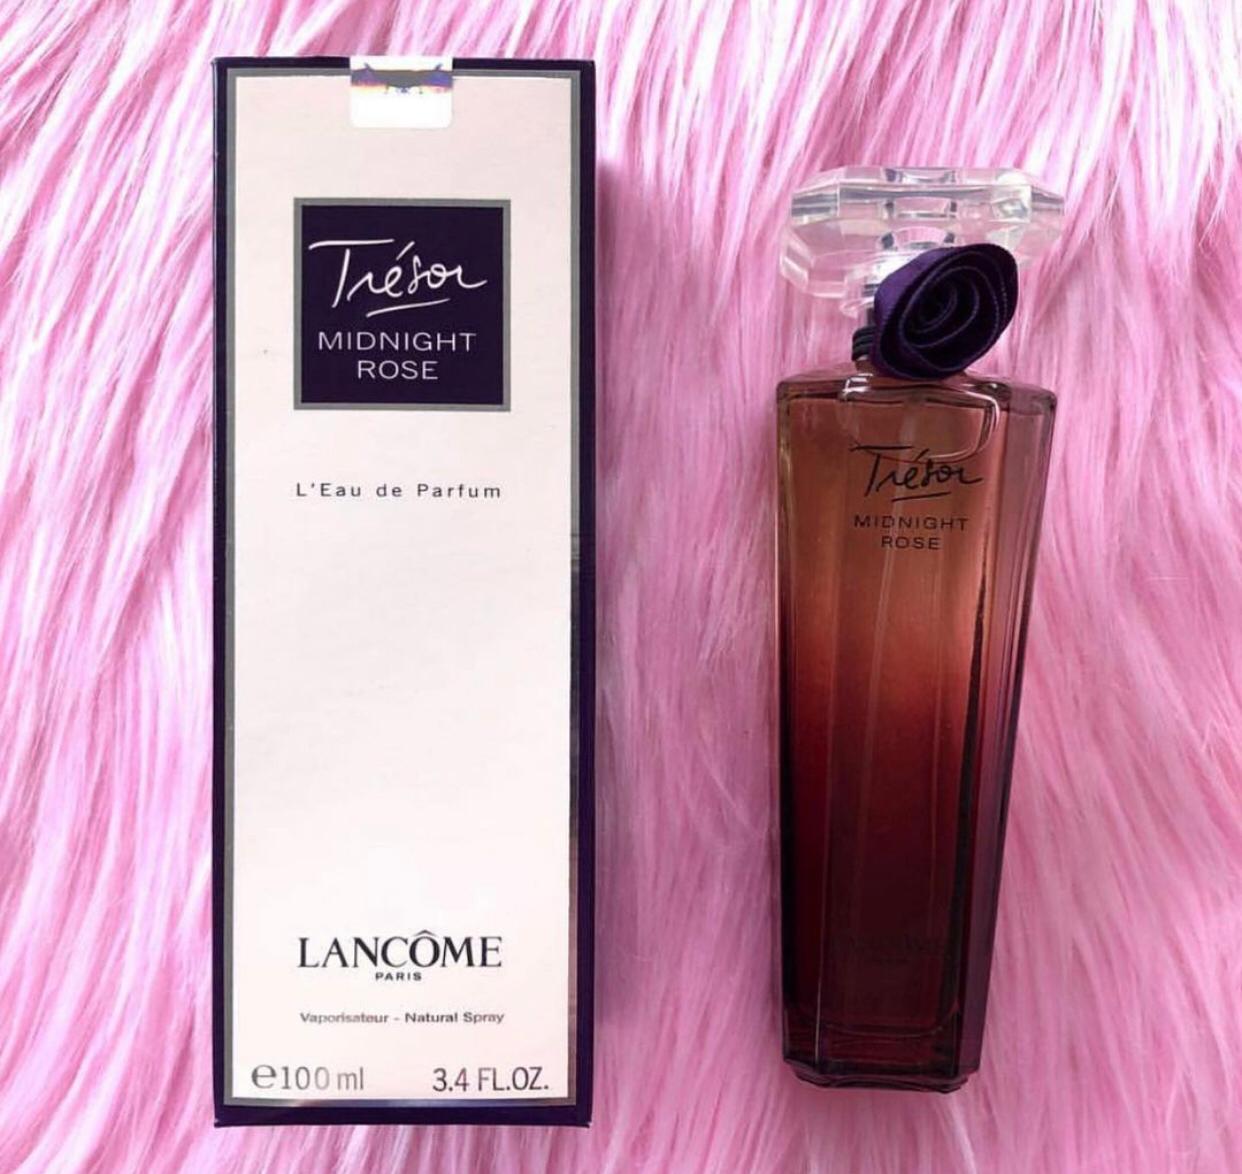 Trésor
MIDNIGHT
ROSE
L'Eau de Parfum
LANCÔME
PARIS
Vaporisateur - Natural Spray
℮100 ml 3.4 FL.OZ.
Trésor
MIDNIGHT
ROSE